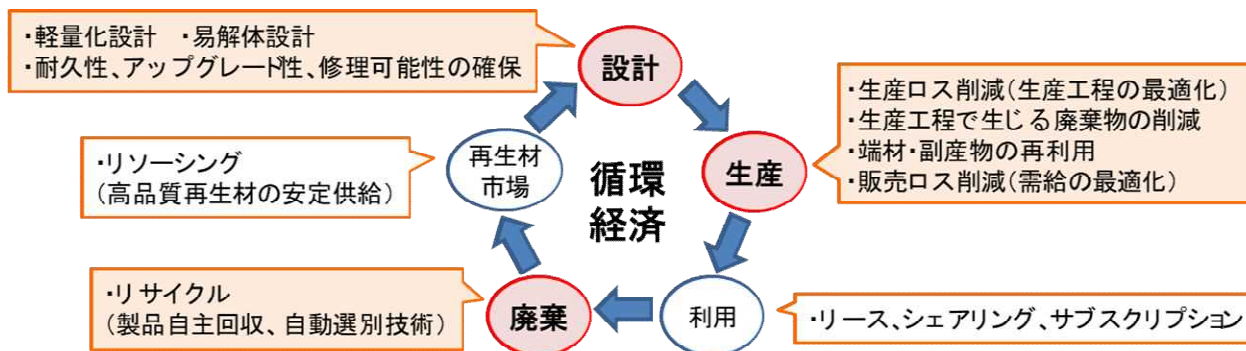 ・軽量化設計 ・易解体設計
・耐久性、アップグレード性、修理可能性の確保
設計
・生産ロス削減(生産工程の最適化)
・生産工程で生じる廃棄物の削減
・端材・副産物の再利用
・販売ロス削減(需給の最適化)
生産
・リソーシング
(高品質再生材の安定供給)
再生材
市場
循環
経済
・リサイクル
(製品自主回収、自動選別技術)
廃棄
利用
・リース、シェアリング、サブスクリプション